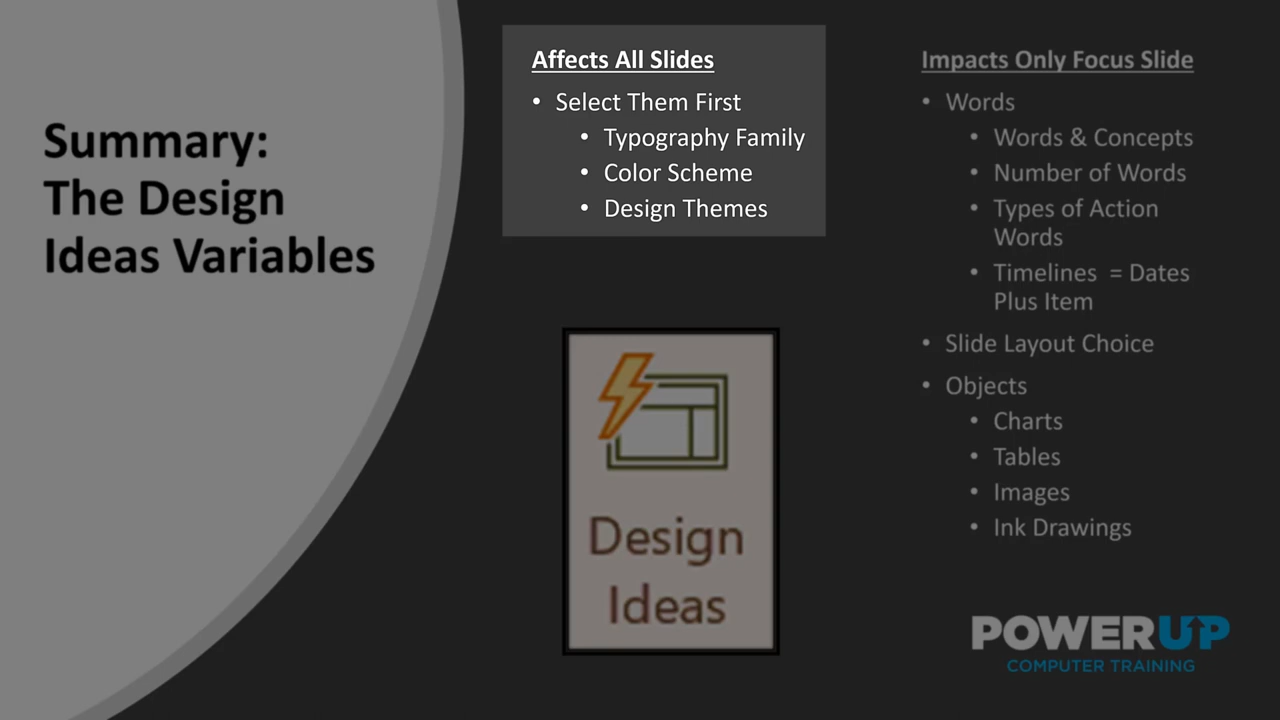 Summary:
The Design
Ideas Variables
Affects All Slides
• Select Them First
• Typography Family
• Color Scheme
• Design Themes
Design
Ideas
Impacts Only Focus Slide
• Words
• Words & Concepts
• Number of Words
• Types of Action
Words
• Timelines = Dates
Plus Item
• Slide Layout Choice
• Objects
• Charts
• Tables
• Images
• Ink Drawings
POWERUP
COMPUTER TRAINING